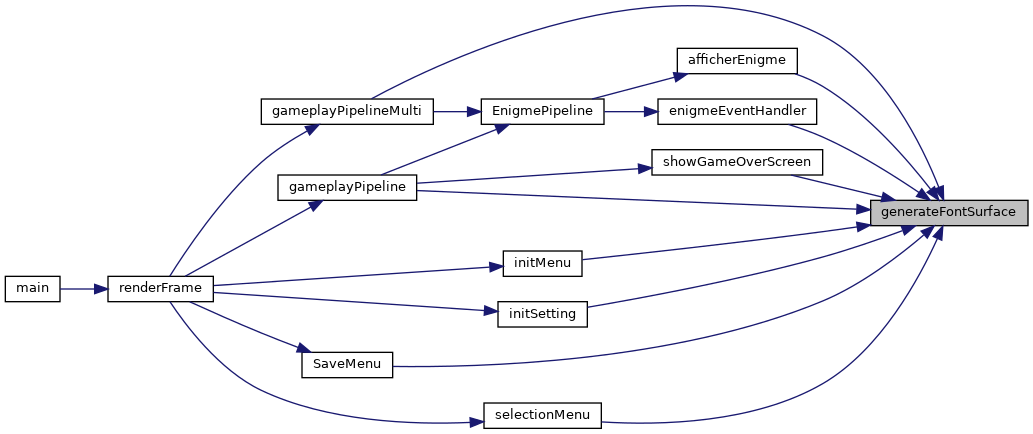 afficherEnigme
gameplayPipelineMulti
EnigmePipeline
enigmeEventHandler
showGameOverScreen
gameplayPipeline
generateFontSurface
initMenu
main
renderFrame
initSetting
SaveMenu
selectionMenu